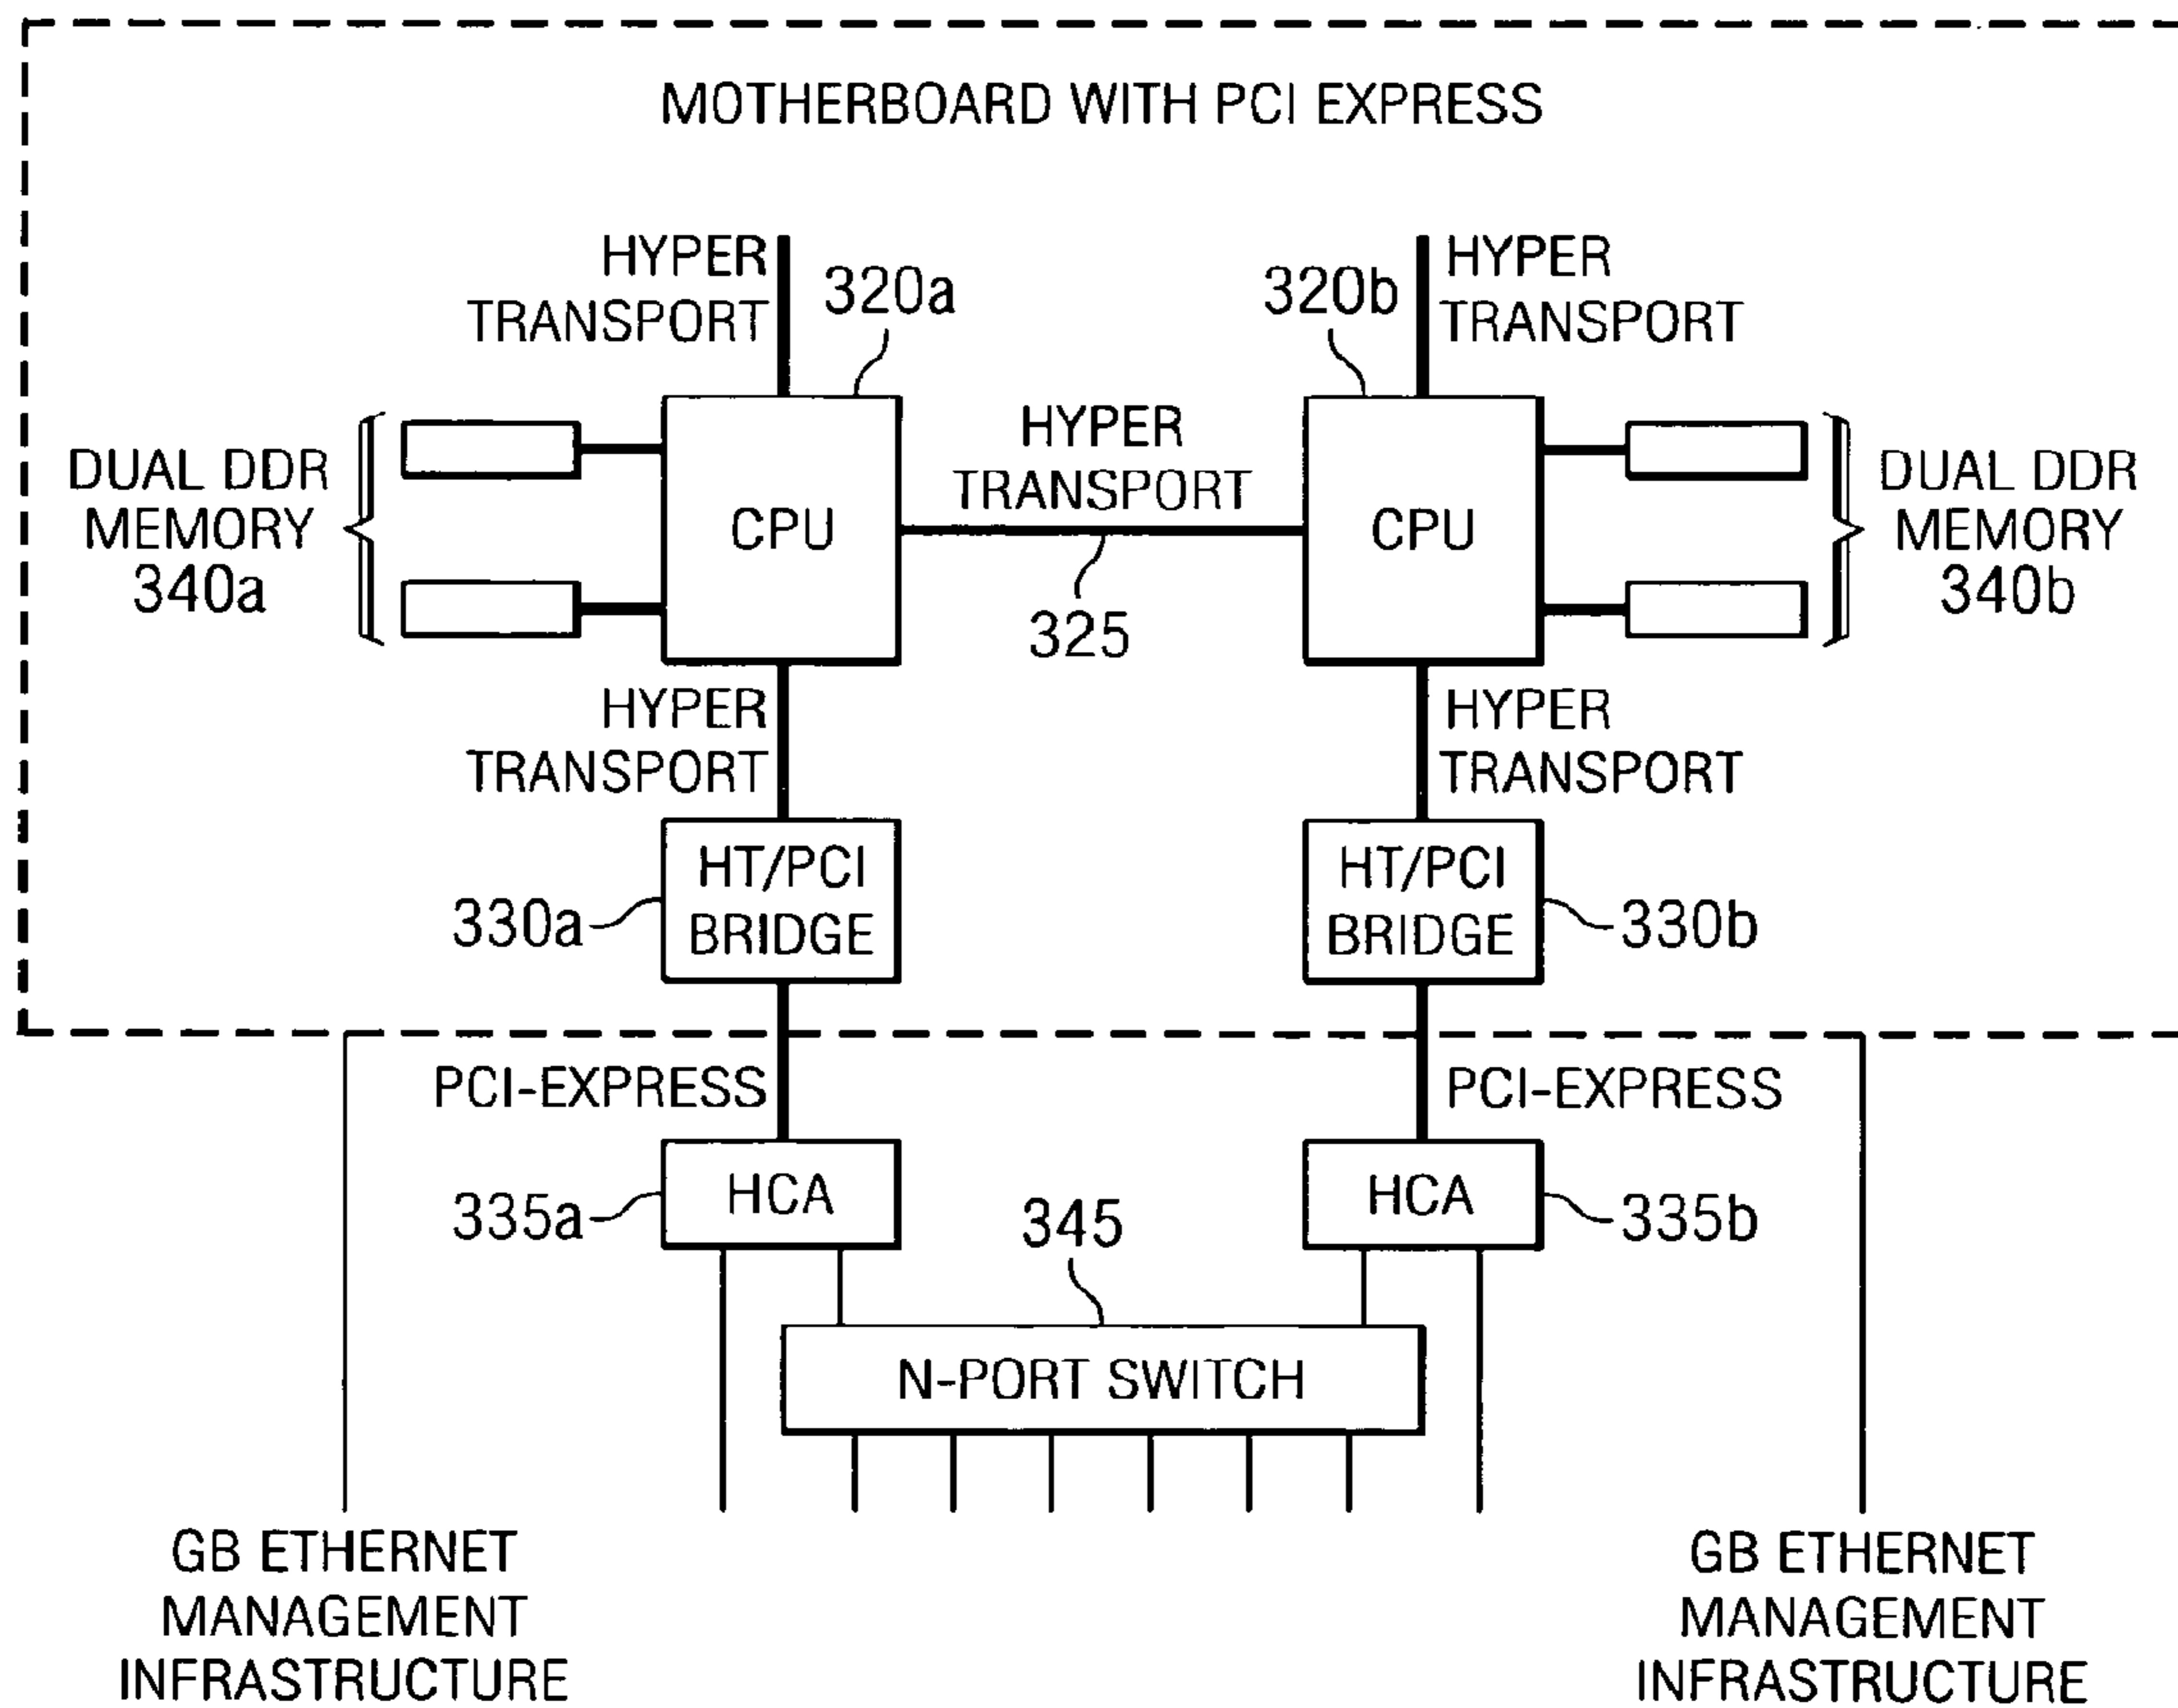 MOTHERBOARD WITH PCI EXPRESS
HYPER
TRANSPORT
320a
320b
HYPER
TRANSPORT
DUAL DDR
MEMORY
340a
CPU
HYPER
TRANSPORT
325
CPU
DUAL DDR
MEMORY
340b
HYPER
TRANSPORT
HYPER
TRANSPORT
330a
HT/PCI
BRIDGE
HT/PCI
BRIDGE
330b
PCI-EXPRESS
PCI-EXPRESS
335a
HCA
345
HCA
335b
N-PORT SWITCH
GB ETHERNET
MANAGEMENT
INFRASTRUCTURE
GB ETHERNET
MANAGEMENT
INFRASTRUCTURE